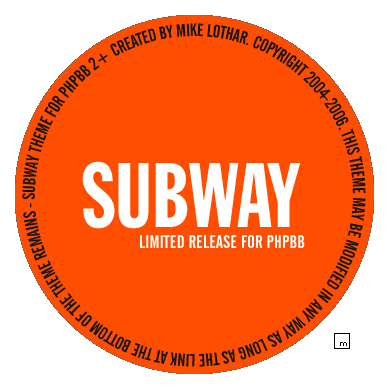 SUBWAY THEME FOR PHPBB 2+ CREATED BY MIKE LOTHAR. COPYRIGHT 2004-2006. THIS THEME MAY BE MODIFIED IN ANY WAY AS LONG AS THE LINK AT THE BOTTOM OF THE THEME REMAINS -
SUBWAY
LIMITED RELEASE FOR PHPBB
m